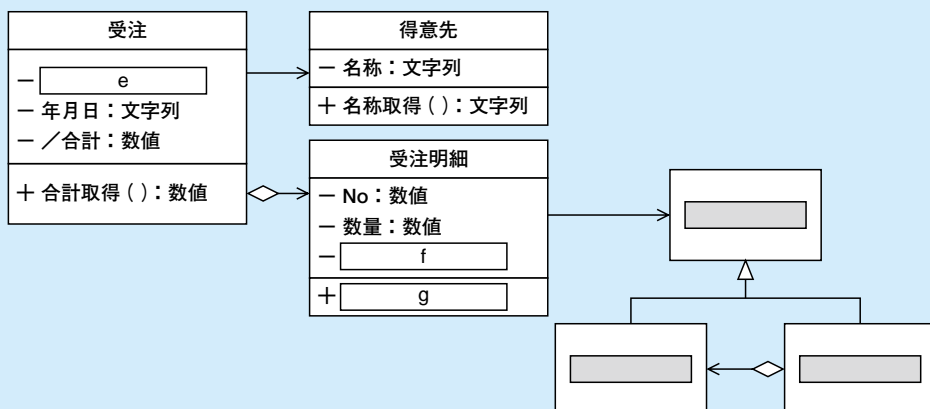 受注
－ e
－ 年月日：文字列
－ ／合計：数値
＋ 合計取得（ ）：数値
得意先
－ 名称：文字列
＋ 名称取得（ ）：文字列
受注明細
－ No：数値
－ 数量：数値
－ f
＋ g